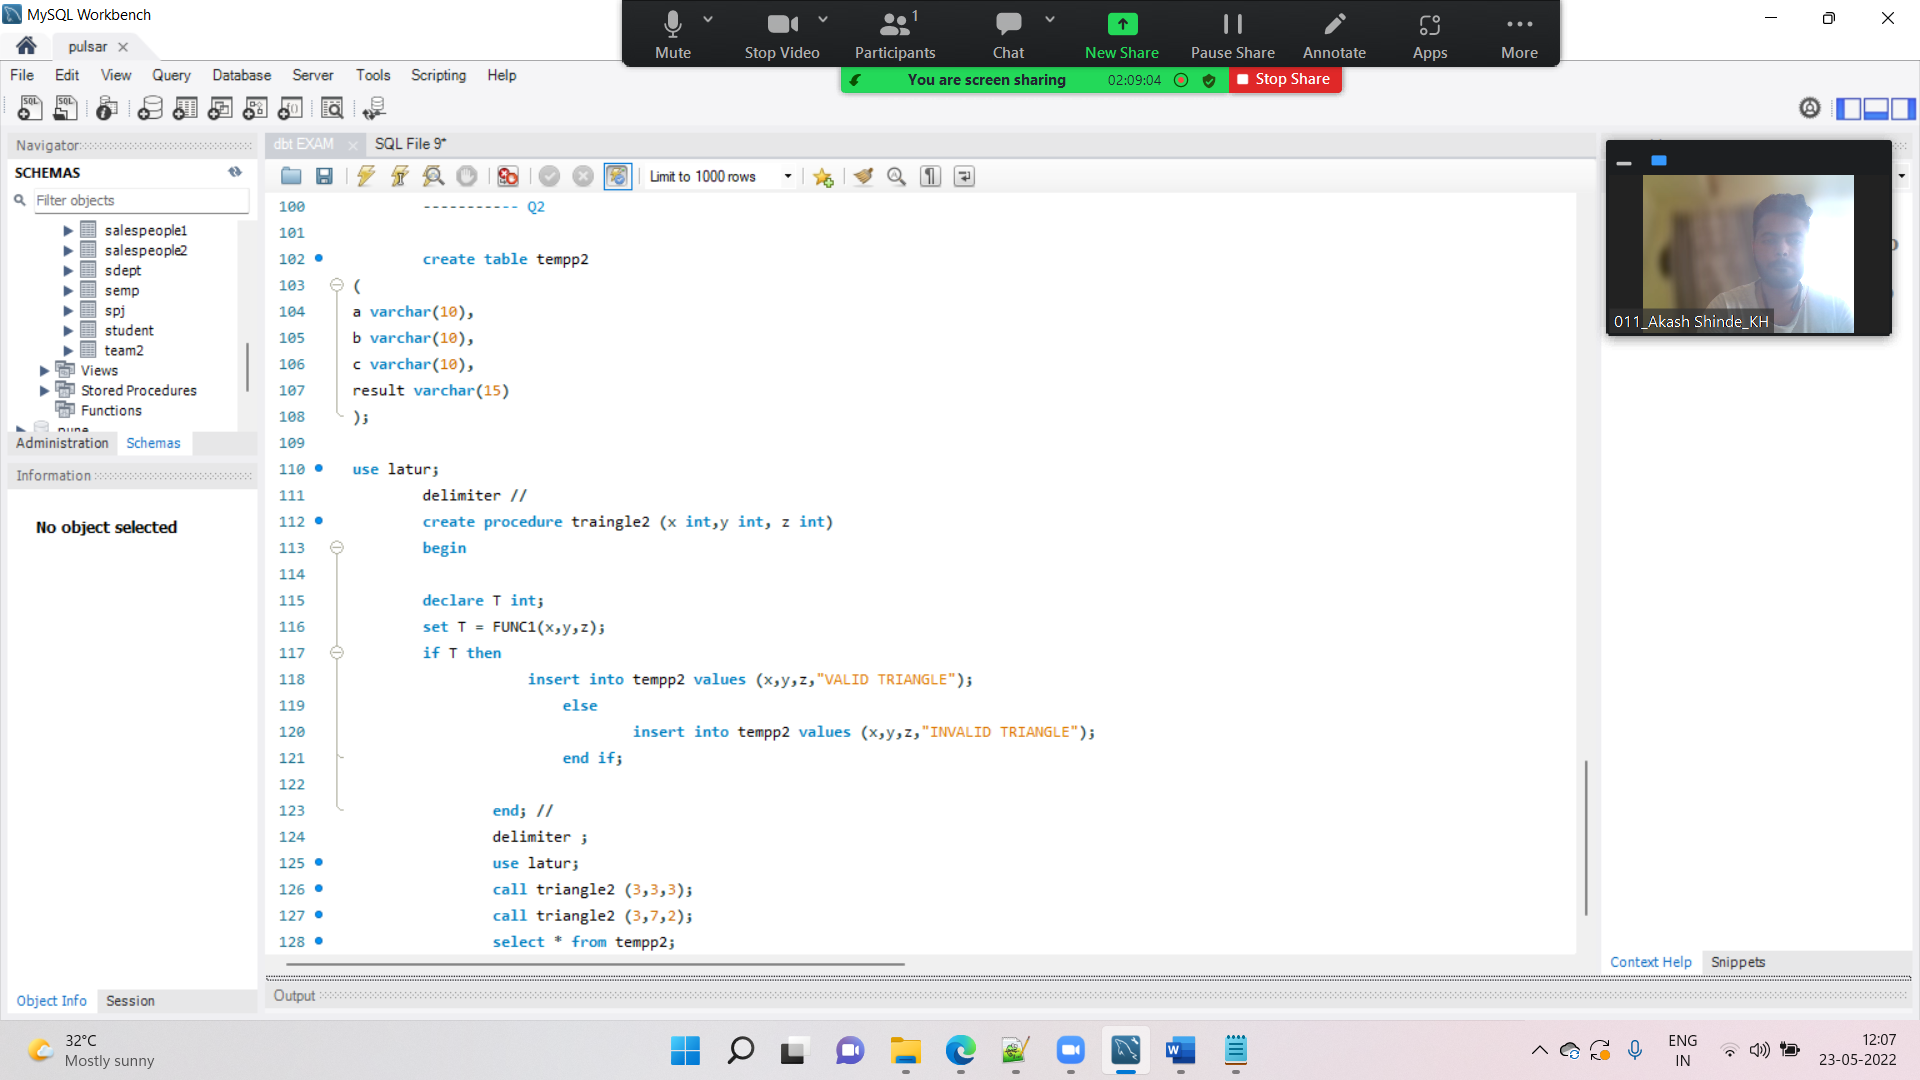 MySQL Workbench
pulsar
File Edit View Query Database Server Tools Scripting Help
Mute Stop Video Participants 1 Chat New Share Pause Share Annotate Apps More
You are screen sharing 02:09:04 Stop Share
Navigator
SCHEMAS
Filter objects
salespeople1
salespeople2
sdept
semp
spj
student
team2
Views
Stored Procedures
Functions
pune
Administration Schemas
Information
No object selected
Object Info Session
dbt EXAM SQL File 9*
Limit to 1000 rows
100 ----------- Q2
101
102 create table tempp2
103 (
104 a varchar(10),
105 b varchar(10),
106 c varchar(10),
107 result varchar(15)
108 );
109
110 use latur;
111 delimiter //
112 create procedure traingle2 (x int,y int, z int)
113 begin
114
115 declare T int;
116 set T = FUNC1(x,y,z);
117 if T then
118 insert into tempp2 values (x,y,z,"VALID TRIANGLE");
119 else
120 insert into tempp2 values (x,y,z,"INVALID TRIANGLE");
121 end if;
122
123 end; //
124 delimiter ;
125 use latur;
126 call triangle2 (3,3,3);
127 call triangle2 (3,7,2);
128 select * from tempp2;
Output
011_Akash Shinde_KH
Context Help Snippets
32°C
Mostly sunny
ENG
IN
12:07
23-05-2022